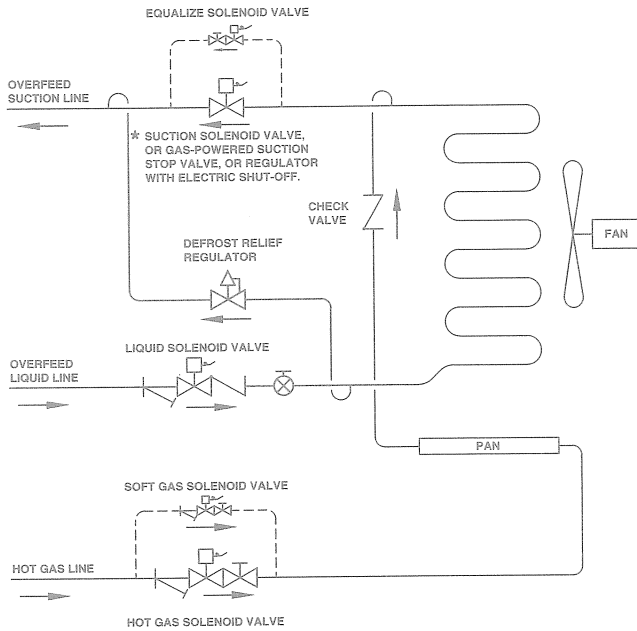 EQUALIZE SOLENOID VALVE
OVERFEED
SUCTION LINE
* SUCTION SOLENOID VALVE,
OR GAS-POWERED SUCTION
STOP VALVE, OR REGULATOR
WITH ELECTRIC SHUT-OFF.
CHECK
VALVE
FAN
DEFROST RELIEF
REGULATOR
LIQUID SOLENOID VALVE
OVERFEED
LIQUID LINE
PAN
SOFT GAS SOLENOID VALVE
HOT GAS LINE
HOT GAS SOLENOID VALVE